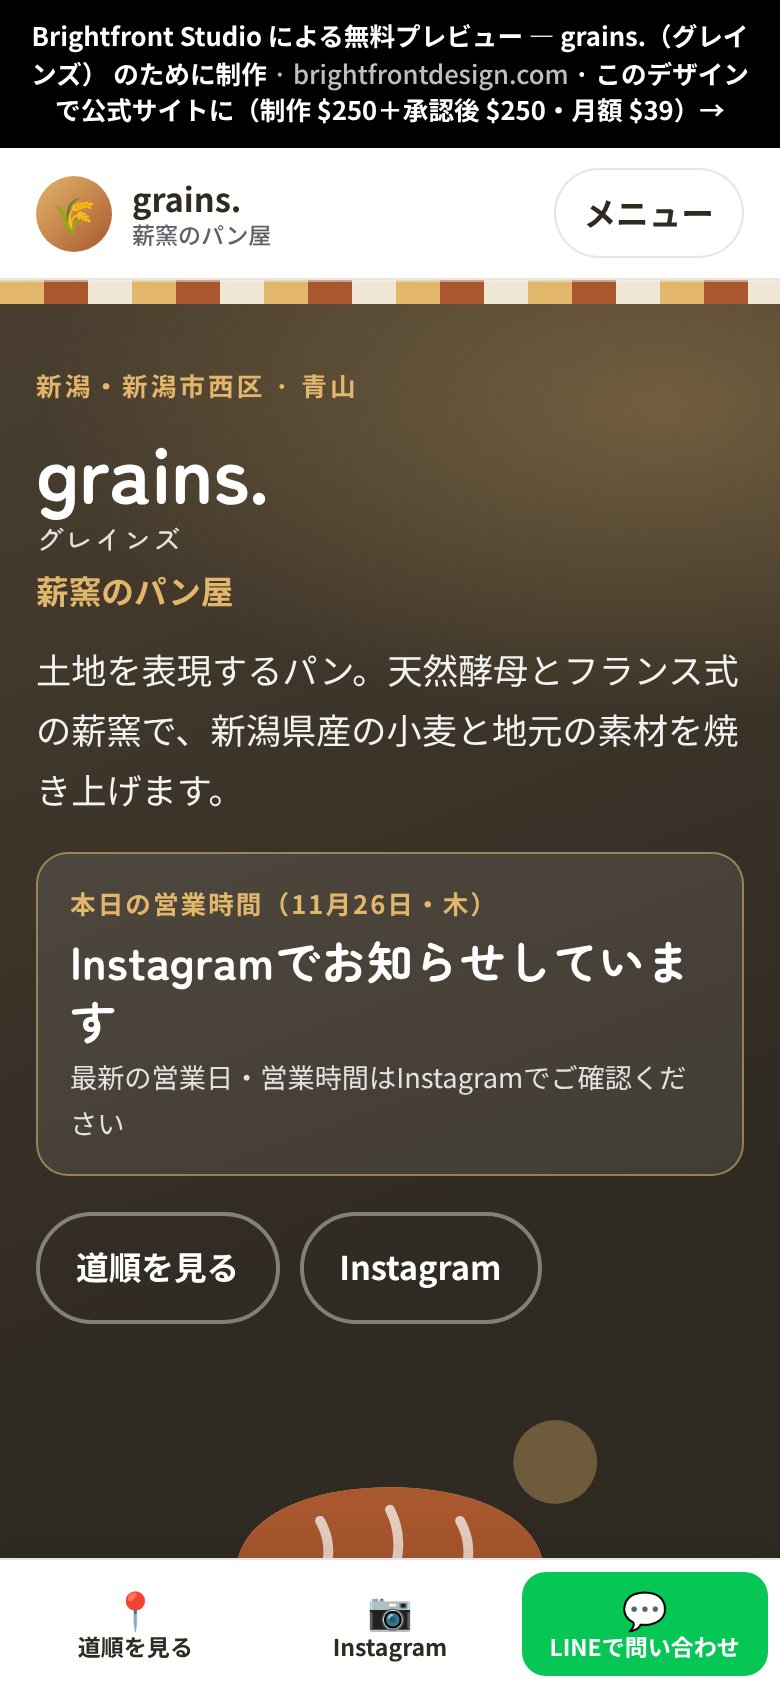 Brightfront Studio による無料プレビュー — grains.（グレイ
ンズ） のために制作 · brightfrontdesign.com · このデザイン
で公式サイトに（制作 $250＋承認後 $250・月額 $39）→
grains.
薪窯のパン屋
メニュー
新潟・新潟市西区 · 青山
grains.
グレインズ
薪窯のパン屋
土地を表現するパン。天然酵母とフランス式
の薪窯で、新潟県産の小麦と地元の素材を焼
き上げます。
本日の営業時間（11月26日・木）
Instagramでお知らせしていま
す
最新の営業日・営業時間はInstagramでご確認くだ
さい
道順を見る
Instagram
道順を見る
Instagram
LINEで問い合わせ